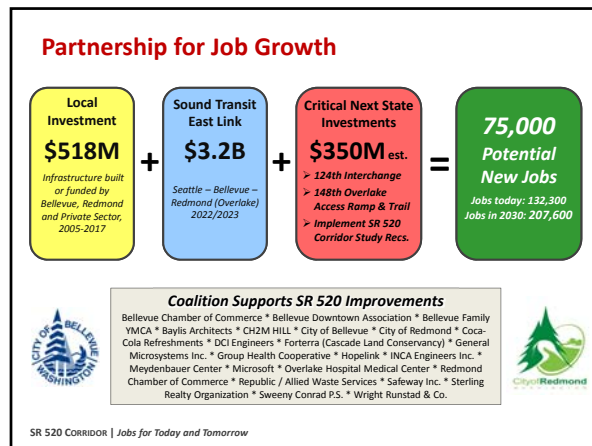 Partnership for Job Growth
Local
Investment
$518M
Infrastructure built
or funded by
Bellevue, Redmond
and Private Sector,
2005-2017
+
Sound Transit
East Link
$3.2B
Seattle – Bellevue –
Redmond (Overlake)
2022/2023
+
Critical Next State
Investments
$350M est.
➢ 124th Interchange
➢ 148th Overlake
Access Ramp & Trail
➢ Implement SR 520
Corridor Study Recs.
=
75,000
Potential
New Jobs
Jobs today: 132,300
Jobs in 2030: 207,600
CITY OF BELLEVUE
WASHINGTON
Coalition Supports SR 520 Improvements
Bellevue Chamber of Commerce * Bellevue Downtown Association * Bellevue Family
YMCA * Baylis Architects * CH2M HILL * City of Bellevue * City of Redmond * Coca-
Cola Refreshments * DCI Engineers * Forterra (Cascade Land Conservancy) * General
Microsystems Inc. * Group Health Cooperative * Hopelink * INCA Engineers Inc. *
Meydenbauer Center * Microsoft * Overlake Hospital Medical Center * Redmond
Chamber of Commerce * Republic / Allied Waste Services * Safeway Inc. * Sterling
Realty Organization * Sweeny Conrad P.S. * Wright Runstad & Co.
CityofRedmond
WASHINGTON
SR 520 CORRIDOR | Jobs for Today and Tomorrow